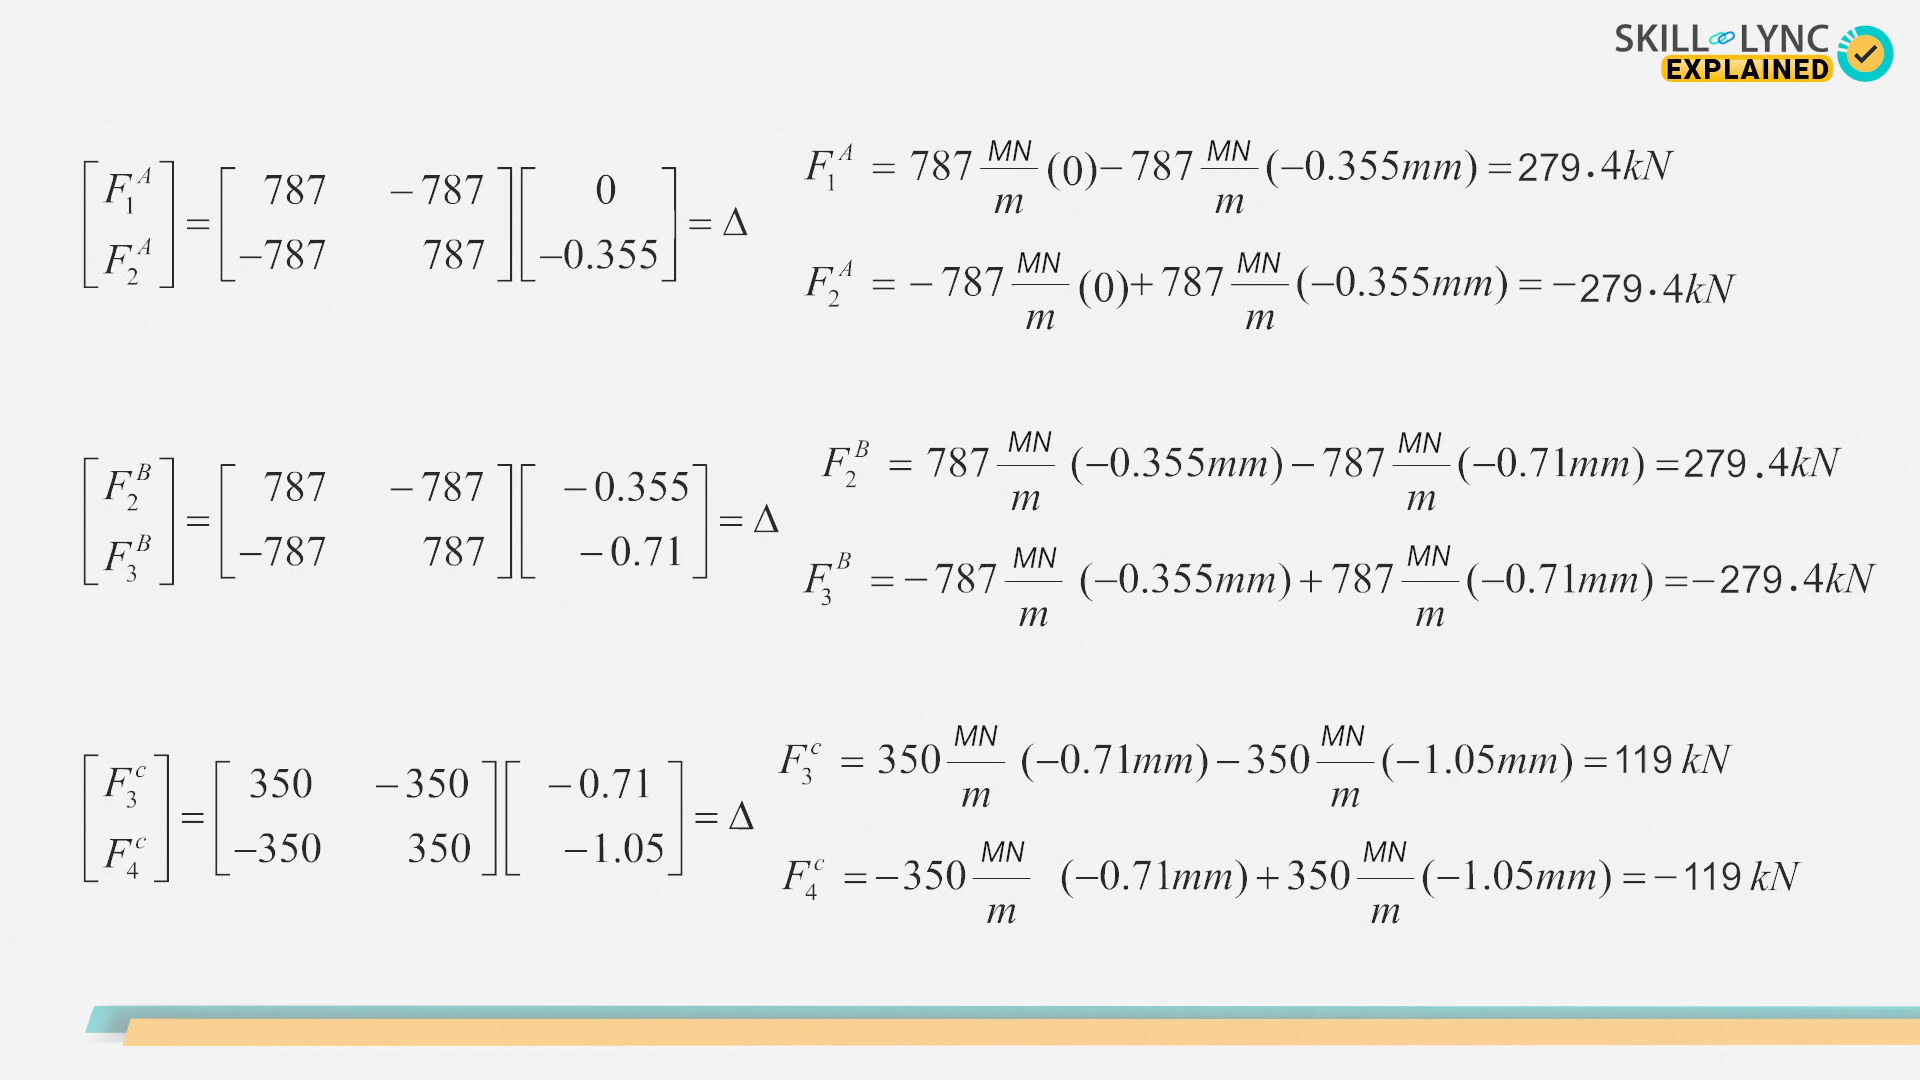 SKILL LYNC
EXPLAINED
[F₁ᴬ; F₂ᴬ] = [787 −787; −787 787] [0; −0.355] = Δ
F₁ᴬ = 787 MN/m (0) − 787 MN/m (−0.355mm) = 279.4kN
F₂ᴬ = −787 MN/m (0) + 787 MN/m (−0.355mm) = −279.4kN
[F₂ᴮ; F₃ᴮ] = [787 −787; −787 787] [−0.355; −0.71] = Δ
F₂ᴮ = 787 MN/m (−0.355mm) − 787 MN/m (−0.71mm) = 279.4kN
F₃ᴮ = −787 MN/m (−0.355mm) + 787 MN/m (−0.71mm) = −279.4kN
[F₃ᶜ; F₄ᶜ] = [350 −350; −350 350] [−0.71; −1.05] = Δ
F₃ᶜ = 350 MN/m (−0.71mm) − 350 MN/m (−1.05mm) = 119 kN
F₄ᶜ = −350 MN/m (−0.71mm) + 350 MN/m (−1.05mm) = −119 kN